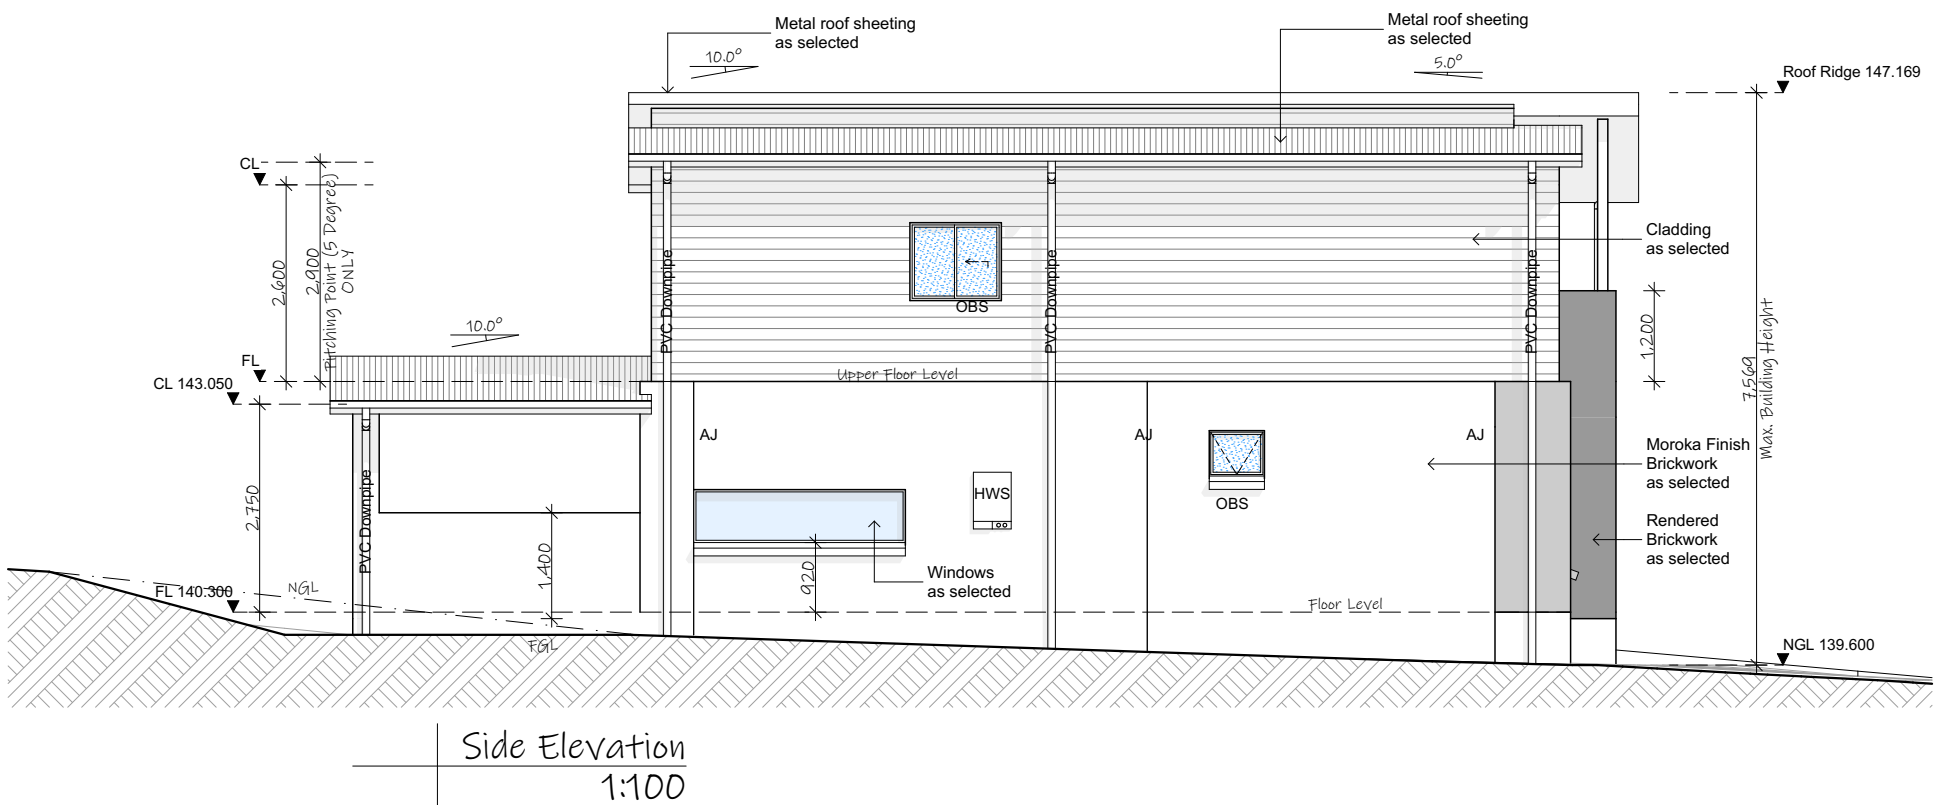 Metal roof sheeting
as selected
Metal roof sheeting
as selected
10.0°
5.0°
Roof Ridge 147.169
CL
2,600
2,900
Pitching Point (5 Degree)
ONLY
Cladding
as selected
OBS
PVC Downpipe
PVC Downpipe
PVC Downpipe
1,200
7,569
Max. Building Height
10.0°
FL
Upper Floor Level
CL 143.050
AJ
AJ
AJ
Moroka Finish
Brickwork
as selected
2,750
PVC Downpipe
HWS
OBS
Rendered
Brickwork
as selected
1,400
920
Windows
as selected
NGL
FL 140.300
Floor Level
FGL
NGL 139.600
Side Elevation
1:100